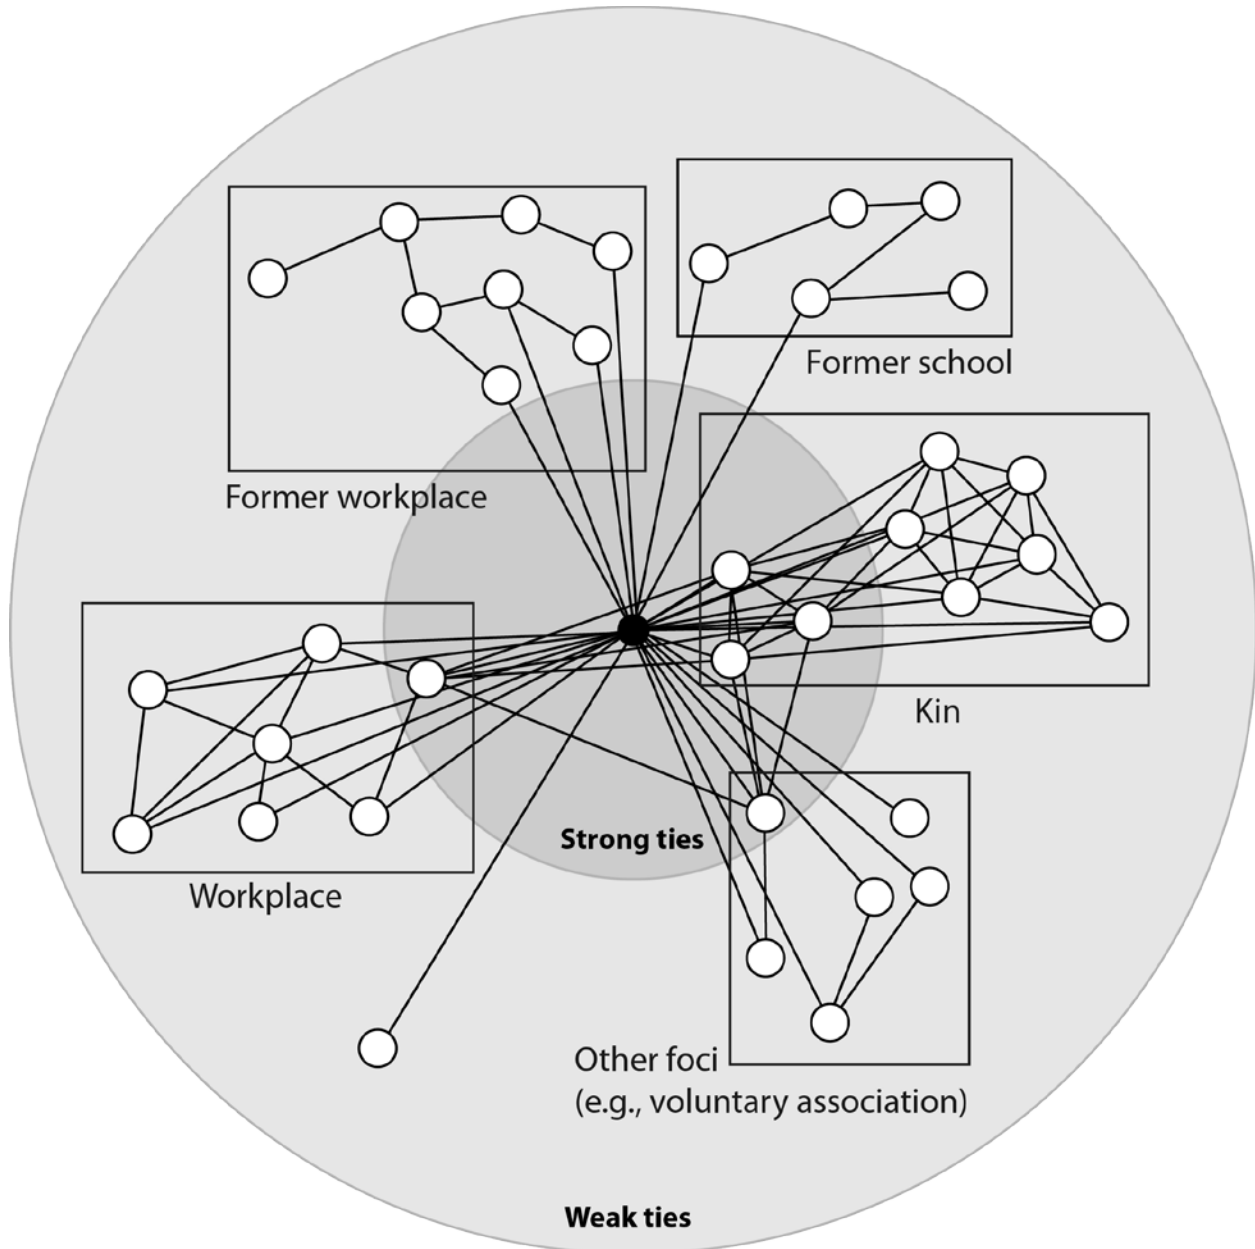 Former school
Former workplace
Kin
Strong ties
Workplace
Other foci
(e.g., voluntary association)
Weak ties